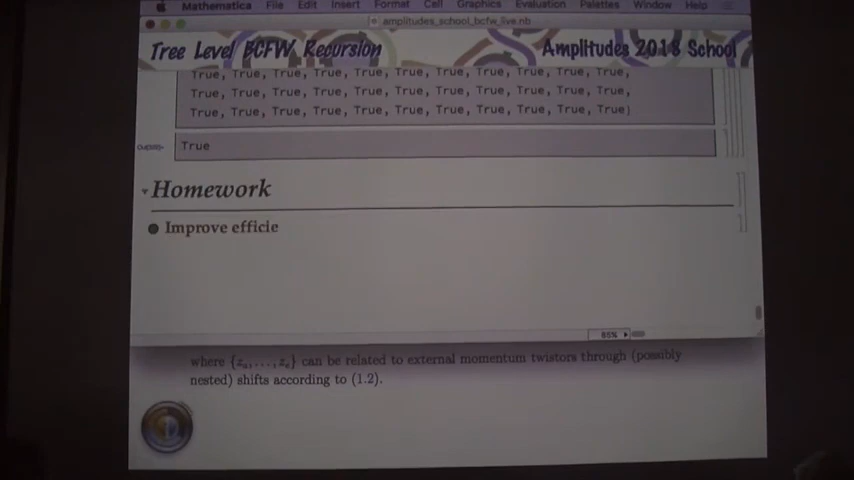 Mathematica File Edit Insert Format Cell Graphics Evaluation Palettes Window Help
amplitudes_school_bcfw_live.nb
Tree Level BCFW Recursion
Amplitudes 2018 School
True, True, True, True, True, True, True, True, True, True, True,
True, True, True, True, True, True, True, True, True, True, True,
True, True, True, True, True, True, True, True, True, True, True}
True
Homework
Improve efficie
85%
where {z_a,...,z_e} can be related to external momentum twistors through (possibly
nested) shifts according to (1.2).